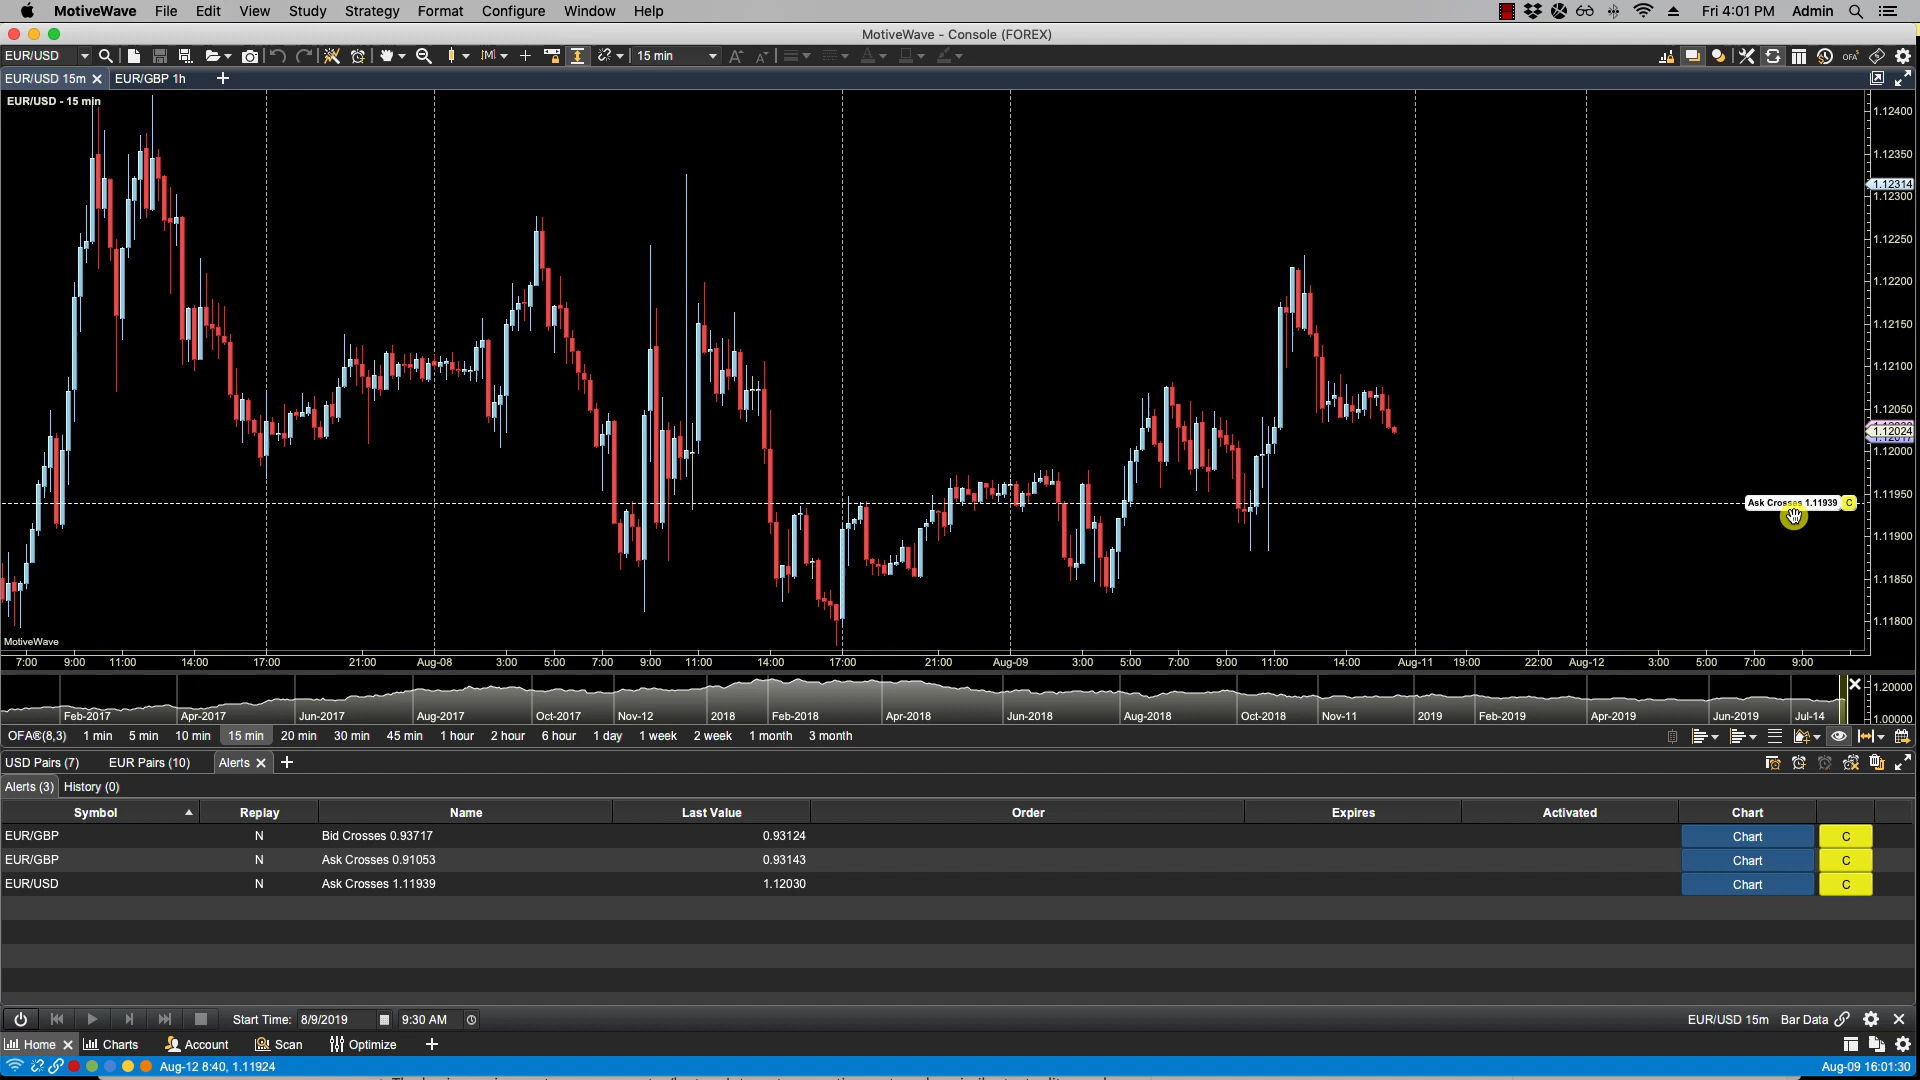 MotiveWave File Edit View Study Strategy Format Configure Window Help Fri 4:01 PM Admin
MotiveWave - Console (FOREX)
EUR/USD 15 min OFA
EUR/USD 15m EUR/GBP 1h
EUR/USD - 15 min
1.12400
1.12350
1.12314
1.12300
1.12250
1.12200
1.12150
1.12100
1.12050
1.12024
1.12000
1.11950
Ask Crosses 1.11939 C
1.11900
1.11850
1.11800
MotiveWave
7:00 9:00 11:00 14:00 17:00 21:00 Aug-08 3:00 5:00 7:00 9:00 11:00 14:00 17:00 21:00 Aug-09 3:00 5:00 7:00 9:00 11:00 14:00 Aug-11 19:00 22:00 Aug-12 3:00 5:00 7:00 9:00
1.20000
Feb-2017 Apr-2017 Jun-2017 Aug-2017 Oct-2017 Nov-12 2018 Feb-2018 Apr-2018 Jun-2018 Aug-2018 Oct-2018 Nov-11 2019 Feb-2019 Apr-2019 Jun-2019 Jul-14 1.00000
OFA®(8,3) 1 min 5 min 10 min 15 min 20 min 30 min 45 min 1 hour 2 hour 6 hour 1 day 1 week 2 week 1 month 3 month
USD Pairs (7) EUR Pairs (10) Alerts
Alerts (3) History (0)
Symbol Replay Name Last Value Order Expires Activated Chart
EUR/GBP N Bid Crosses 0.93717 0.93124 Chart C
EUR/GBP N Ask Crosses 0.91053 0.93143 Chart C
EUR/USD N Ask Crosses 1.11939 1.12030 Chart C
Start Time: 8/9/2019 9:30 AM EUR/USD 15m Bar Data
Home Charts Account Scan Optimize
Aug-12 8:40, 1.11924 Aug-09 16:01:30